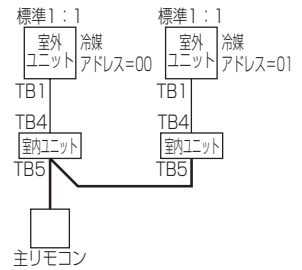 標準1：1
室外
ユニット
冷媒
アドレス=00
TB1
TB4
室内ユニット
TB5
標準1：1
室外
ユニット
冷媒
アドレス=01
TB1
TB4
室内ユニット
TB5
主リモコン